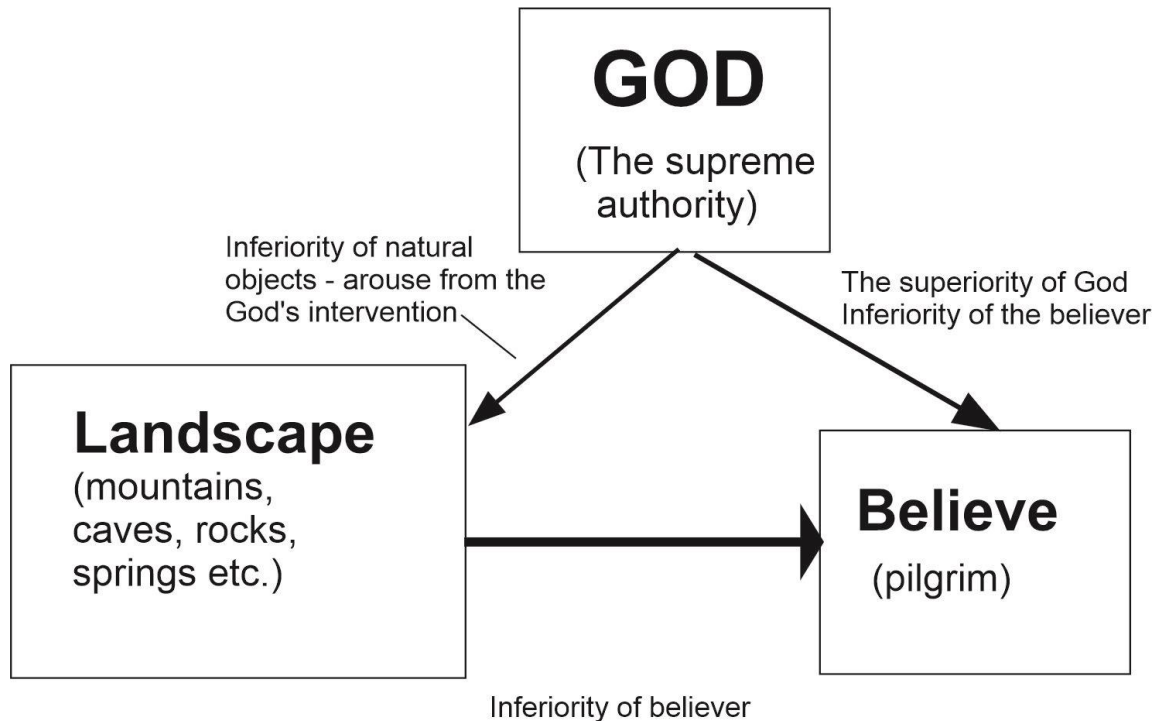 GOD
(The supreme
authority)
Inferiority of natural
objects - arouse from the
God's intervention
The superiority of God
Inferiority of the believer
Landscape
(mountains,
caves, rocks,
springs etc.)
Believe
(pilgrim)
Inferiority of believer